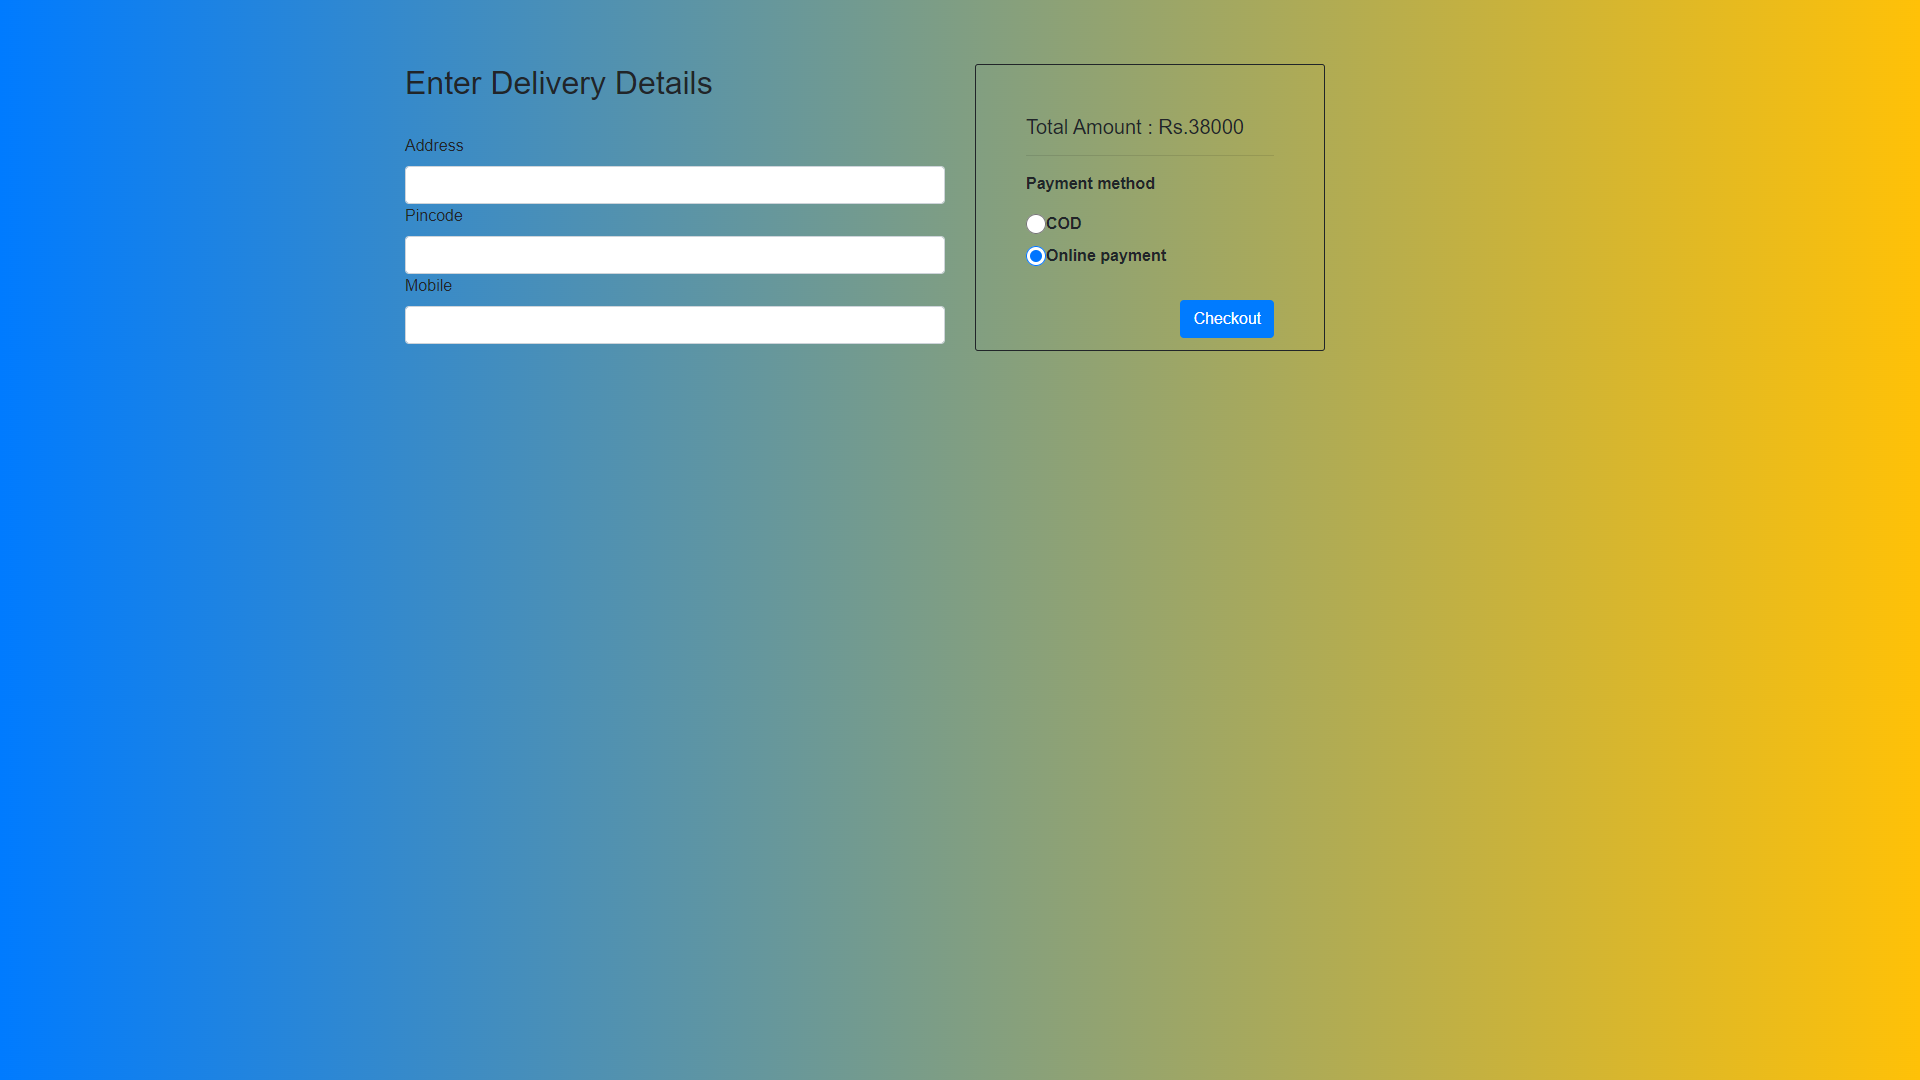 Enter Delivery Details
Address
Pincode
Mobile
Total Amount : Rs.38000
Payment method
COD
Online payment
Checkout